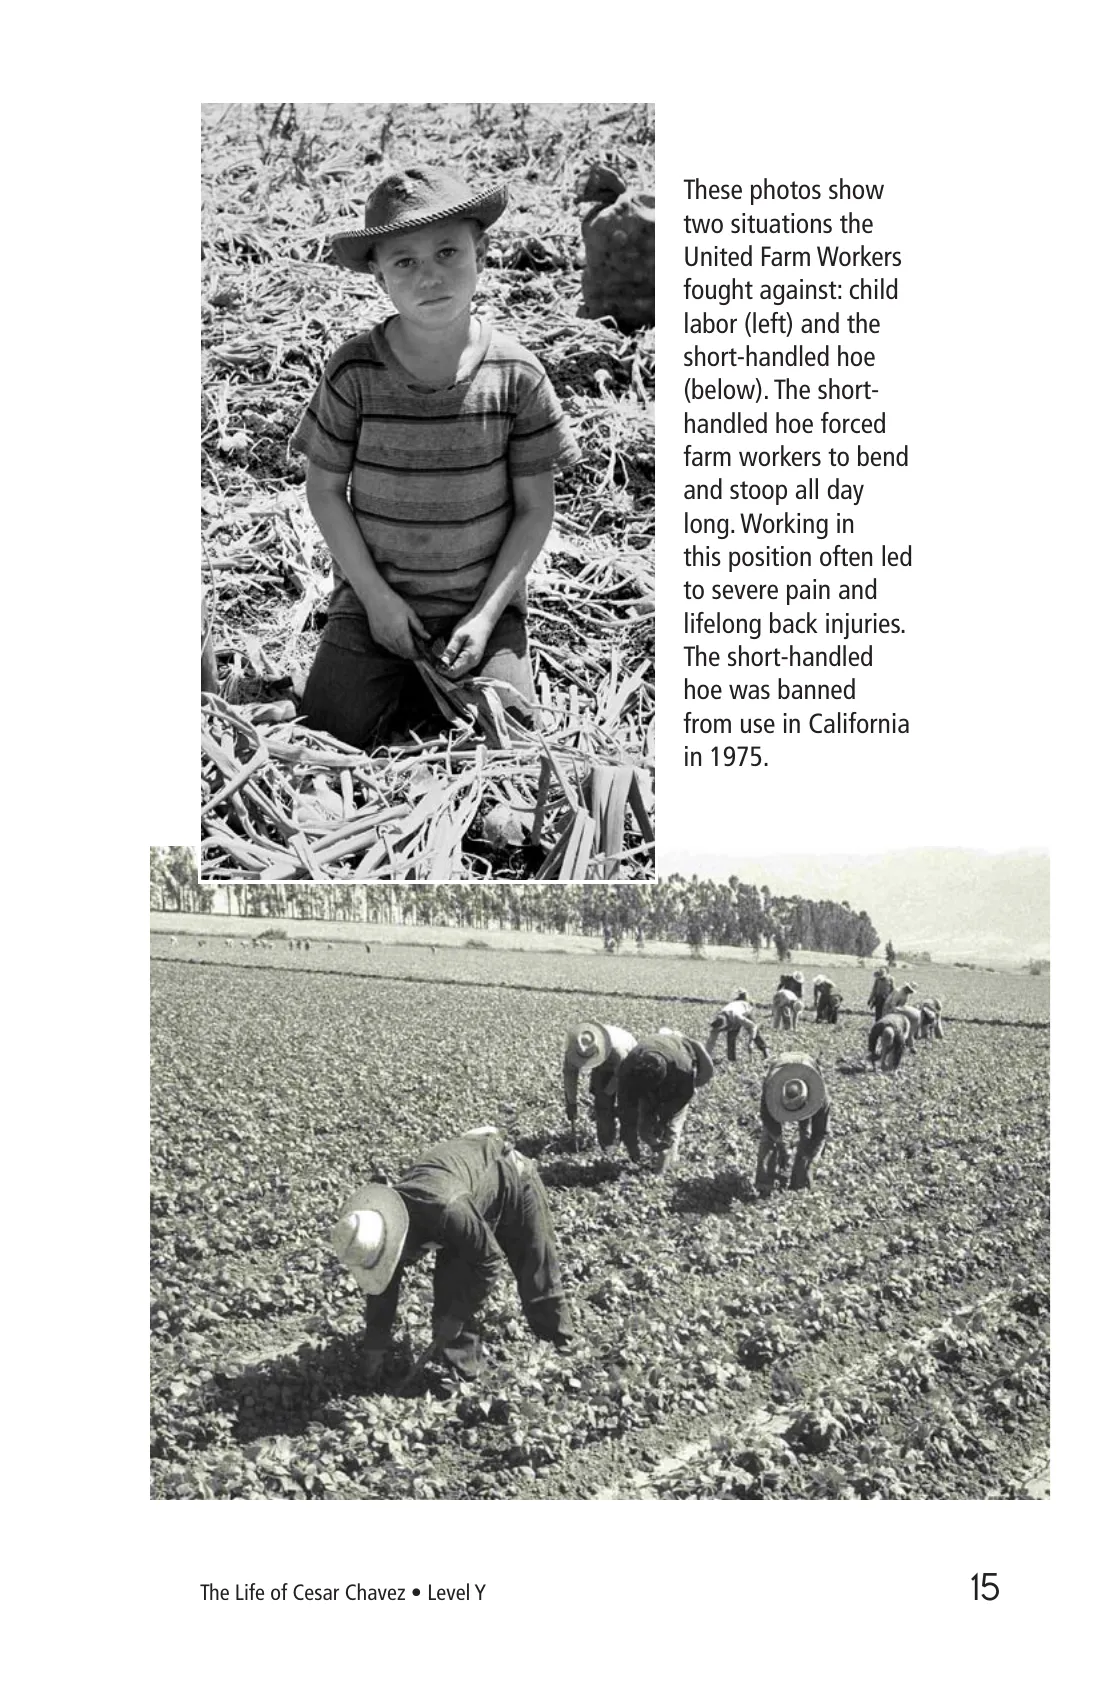 These photos show
two situations the
United Farm Workers
fought against: child
labor (left) and the
short-handled hoe
(below). The short-
handled hoe forced
farm workers to bend
and stoop all day
long. Working in
this position often led
to severe pain and
lifelong back injuries.
The short-handled
hoe was banned
from use in California
in 1975.
The Life of Cesar Chavez • Level Y
15